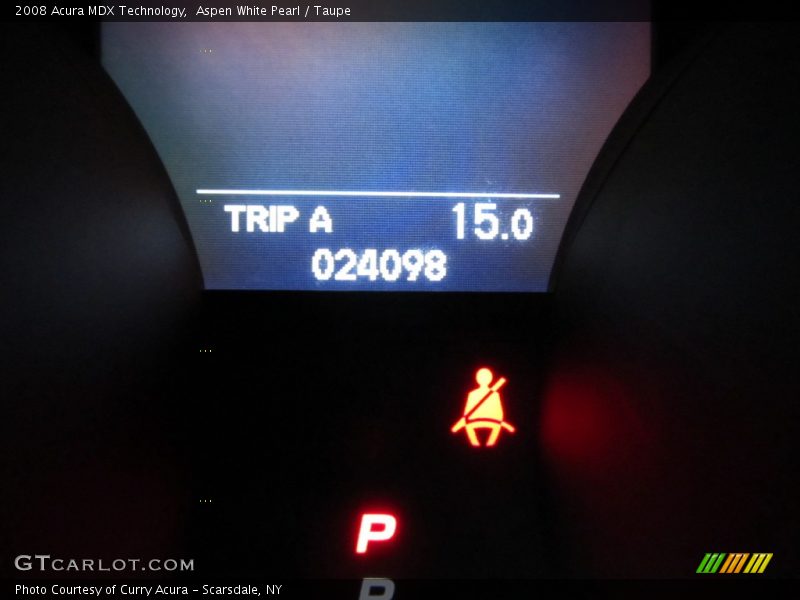 2008 Acura MDX Technology,  Aspen White Pearl / Taupe
TRIP A 15.0
024098
P
P
GTCARLOT.COM
Photo Courtesy of Curry Acura - Scarsdale, NY